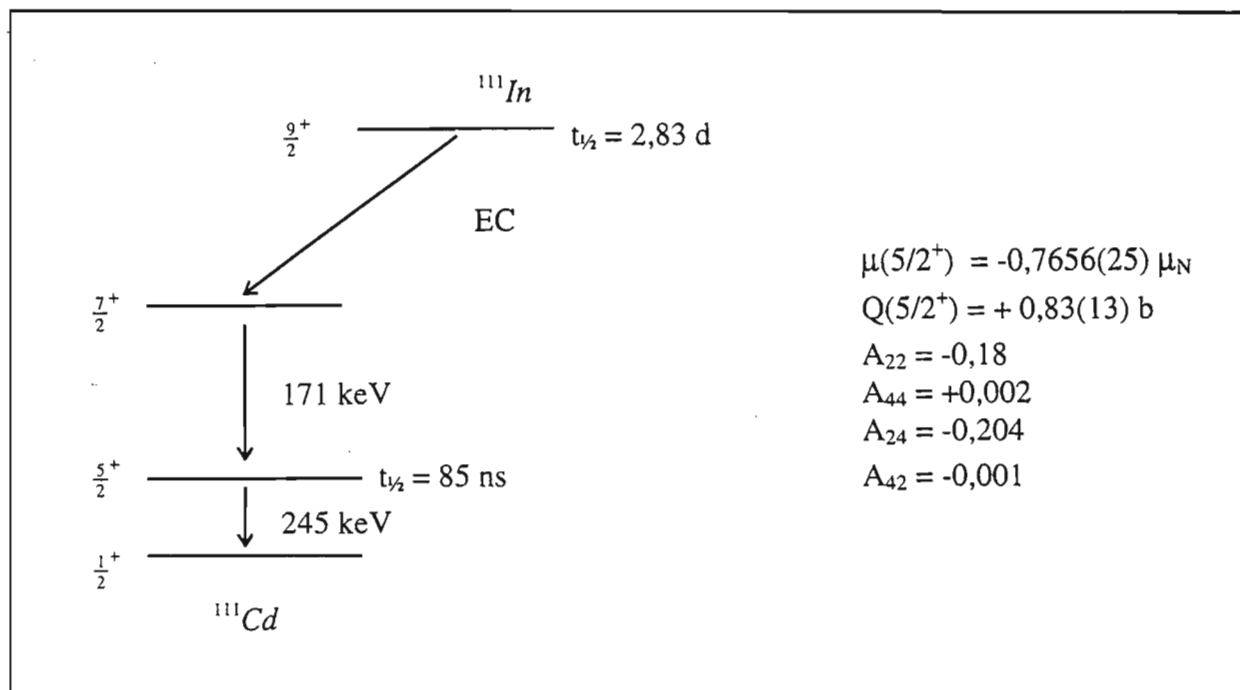 ¹¹¹In
9/2⁺
t½ = 2,83 d
EC
7/2⁺
171 keV
5/2⁺
t½ = 85 ns
245 keV
1/2⁺
¹¹¹Cd
μ(5/2⁺) = -0,7656(25) μN
Q(5/2⁺) = + 0,83(13) b
A₂₂ = -0,18
A₄₄ = +0,002
A₂₄ = -0,204
A₄₂ = -0,001